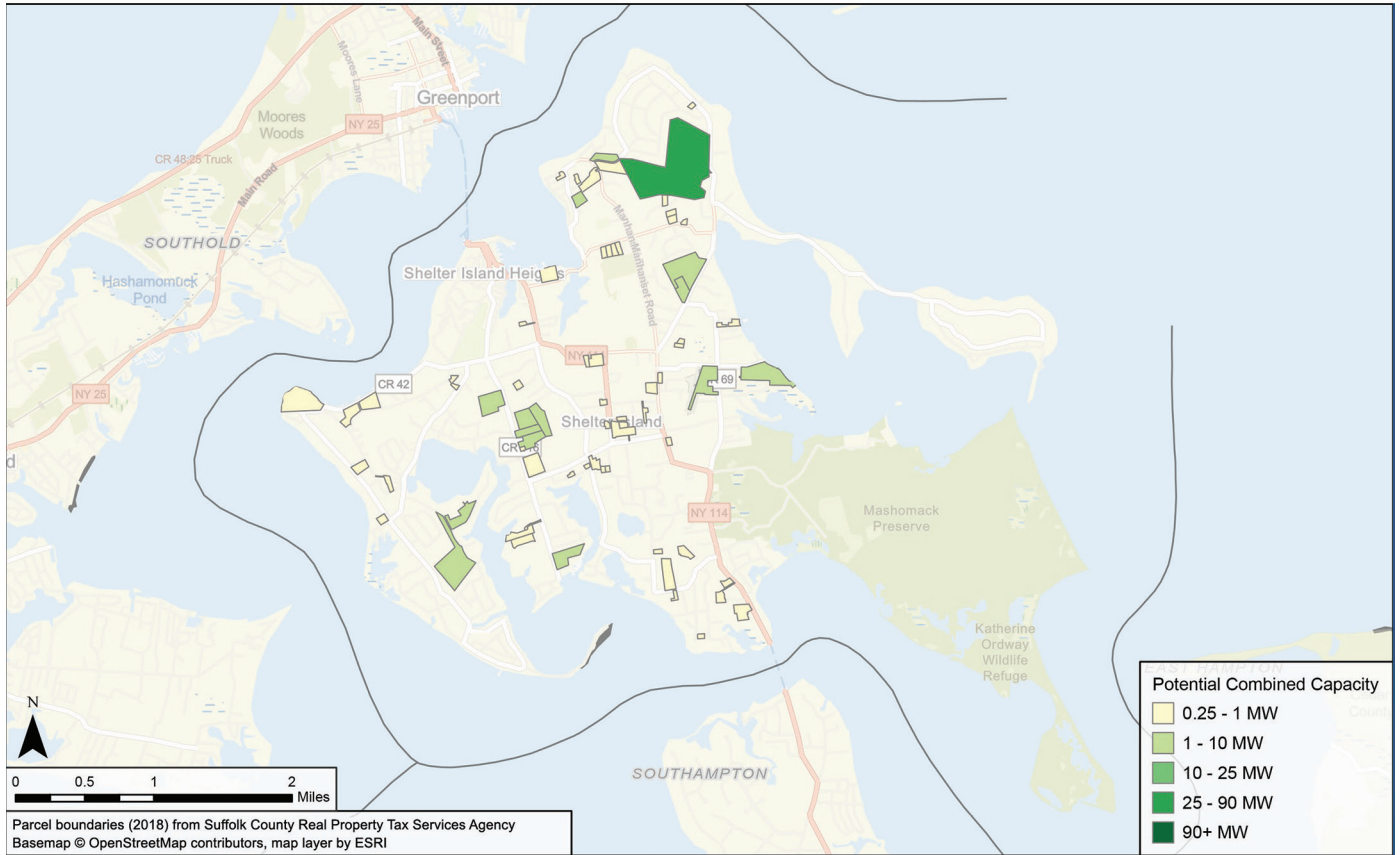 Main Street
Moores Lane
Greenport
Moores
Woods
NY 25
CR 48;25 Truck
Main Road
SOUTHOLD
Hashamomuck
Pond
Shelter Island Heights
Manhanset Road
NY 114
CR 42
NY 25
R 69
Shelter Island
NY 114
Mashomack
Preserve
Katherine
Ordway
Wildlife
Refuge
EAST HAMPTON
SOUTHAMPTON
N
0 0.5 1 2
Miles
Parcel boundaries (2018) from Suffolk County Real Property Tax Services Agency
Basemap © OpenStreetMap contributors, map layer by ESRI
Potential Combined Capacity
0.25 - 1 MW
1 - 10 MW
10 - 25 MW
25 - 90 MW
90+ MW